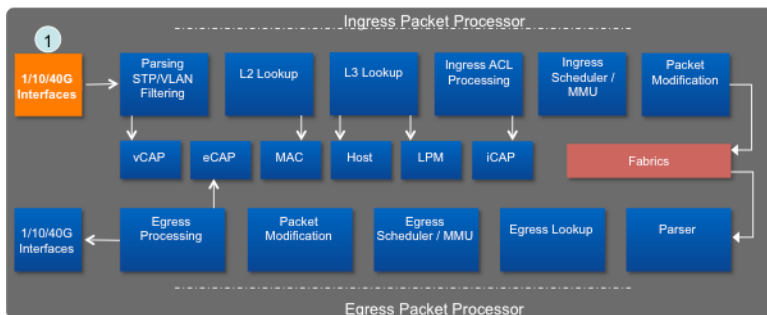 Ingress Packet Processor
1
1/10/40G
Interfaces
Parsing
STP/VLAN
Filtering
L2 Lookup
L3 Lookup
Ingress ACL
Processing
Ingress
Scheduler /
MMU
Packet
Modification
vCAP
eCAP
MAC
Host
LPM
iCAP
Fabrics
1/10/40G
Interfaces
Egress
Processing
Packet
Modification
Egress
Scheduler / MMU
Egress Lookup
Parser
Egress Packet Processor